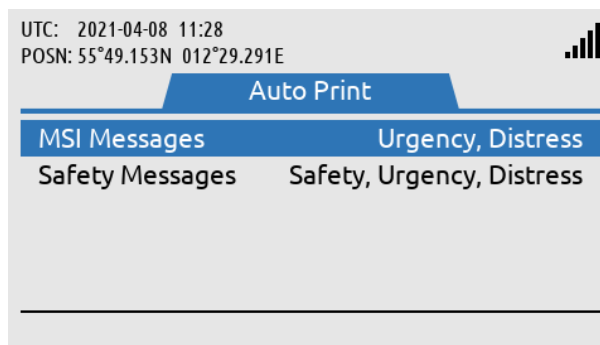 UTC: 2021-04-08 11:28
POSN: 55°49.153N 012°29.291E
Auto Print
MSI Messages Urgency, Distress
Safety Messages Safety, Urgency, Distress